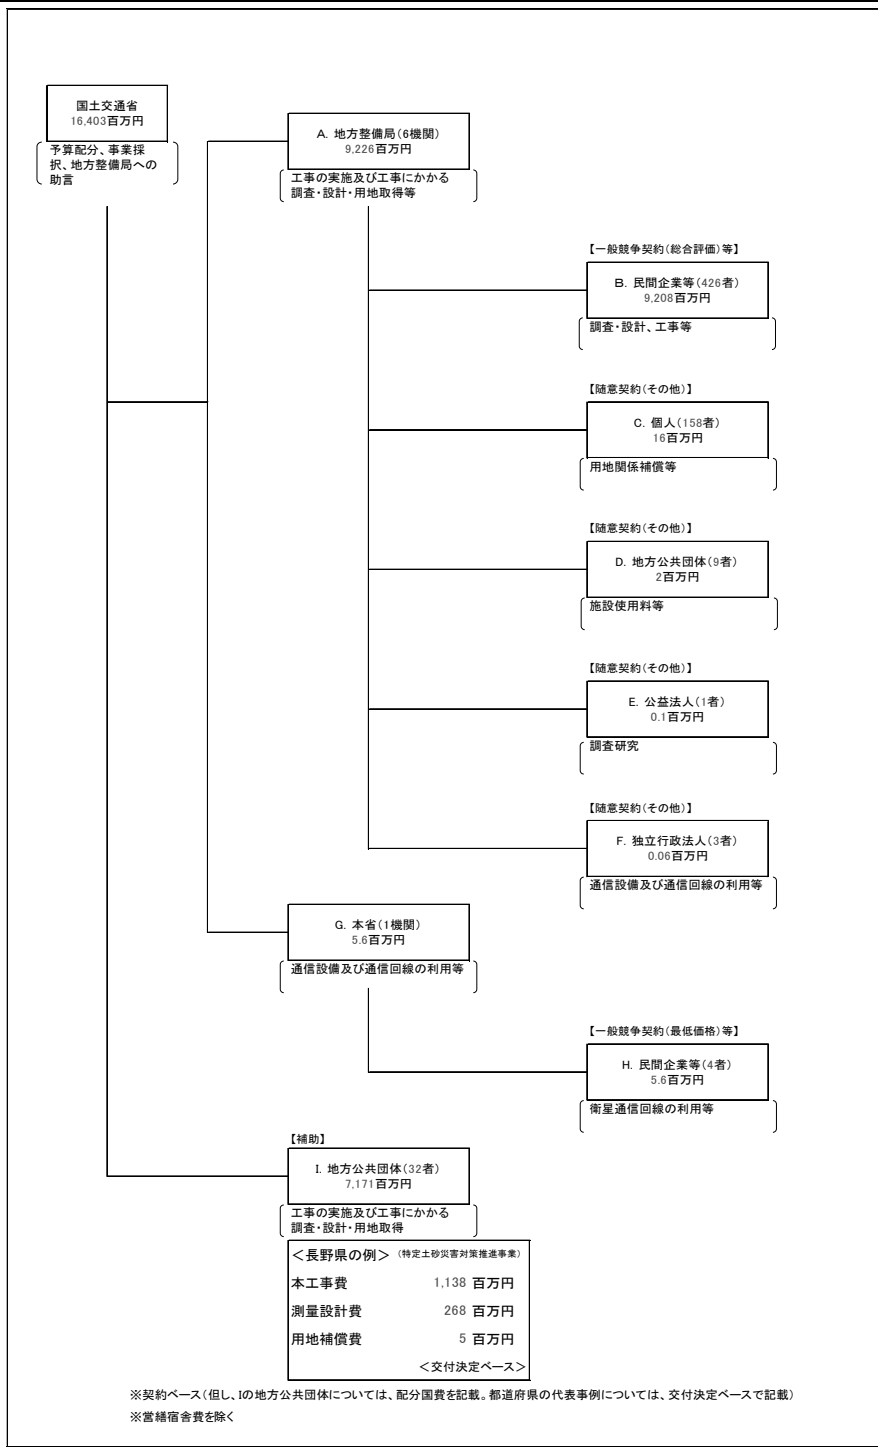 国土交通省
16,403百万円
予算配分、事業採
択、地方整備局への
助言
A. 地方整備局(6機関)
9,226百万円
工事の実施及び工事にかかる
調査・設計・用地取得等
【一般競争契約(総合評価)等】
B. 民間企業等(426者)
9,208百万円
調査・設計、工事等
【随意契約(その他)】
C. 個人(158者)
16百万円
用地関係補償等
【随意契約(その他)】
D. 地方公共団体(9者)
2百万円
施設使用料等
【随意契約(その他)】
E. 公益法人(1者)
0.1百万円
調査研究
【随意契約(その他)】
F. 独立行政法人(3者)
0.06百万円
通信設備及び通信回線の利用等
G. 本省(1機関)
5.6百万円
通信設備及び通信回線の利用等
【一般競争契約(最低価格)等】
H. 民間企業等(4者)
5.6百万円
衛星通信回線の利用等
【補助】
I. 地方公共団体(32者)
7,171百万円
工事の実施及び工事にかかる
調査・設計・用地取得
＜長野県の例＞ (特定土砂災害対策推進事業)
本工事費 1,138 百万円
測量設計費 268 百万円
用地補償費 5 百万円
＜交付決定ベース＞
※契約ベース(但し、Iの地方公共団体については、配分国費を記載。都道府県の代表事例については、交付決定ベースで記載)
※営繕宿舎費を除く